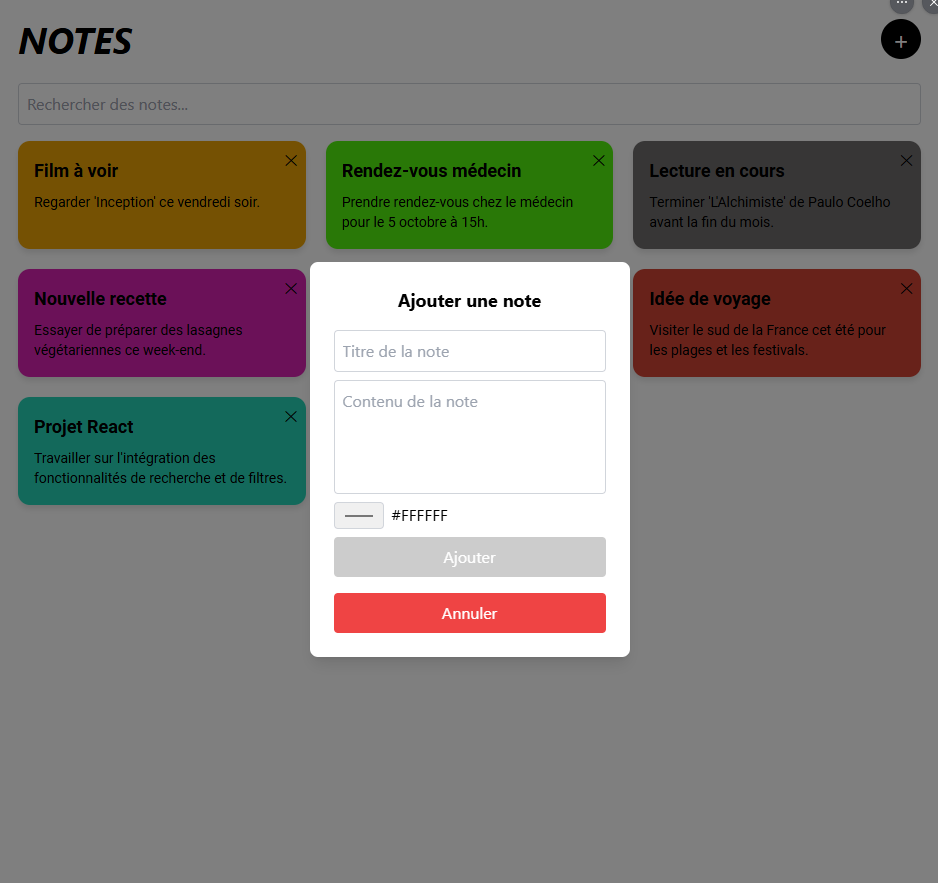 NOTES
+
Rechercher des notes...
Film à voir
Regarder 'Inception' ce vendredi soir.
Rendez-vous médecin
Prendre rendez-vous chez le médecin
pour le 5 octobre à 15h.
Lecture en cours
Terminer 'L'Alchimiste' de Paulo Coelho
avant la fin du mois.
Nouvelle recette
Essayer de préparer des lasagnes
végétariennes ce week-end.
Idée de voyage
Visiter le sud de la France cet été pour
les plages et les festivals.
Projet React
Travailler sur l'intégration des
fonctionnalités de recherche et de filtres.
Ajouter une note
Titre de la note
Contenu de la note
#FFFFFF
Ajouter
Annuler